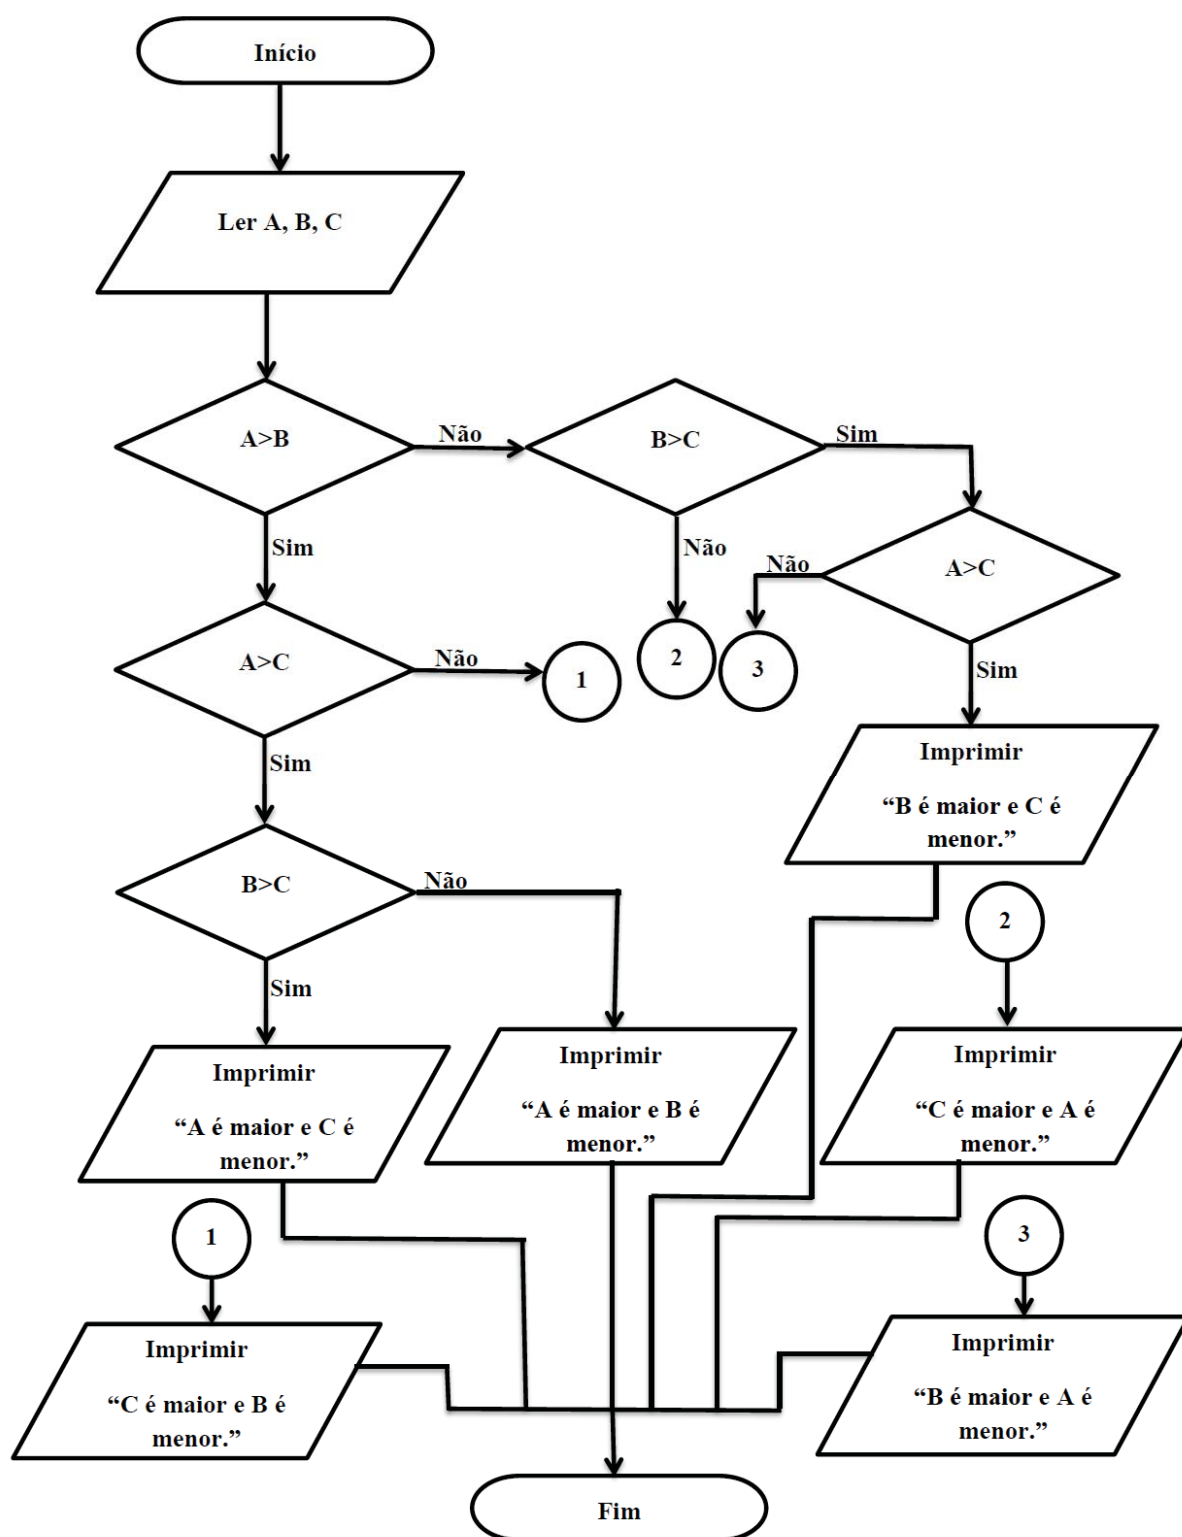 Início
Ler A, B, C
A>B
Não
B>C
Sim
Sim
Não
Não
A>C
A>C
Não
1
2
3
Sim
Sim
Imprimir
“B é maior e C é
menor.”
B>C
Não
2
Sim
Imprimir
“A é maior e C é
menor.”
Imprimir
“A é maior e B é
menor.”
Imprimir
“C é maior e A é
menor.”
1
3
Imprimir
“C é maior e B é
menor.”
Imprimir
“B é maior e A é
menor.”
Fim